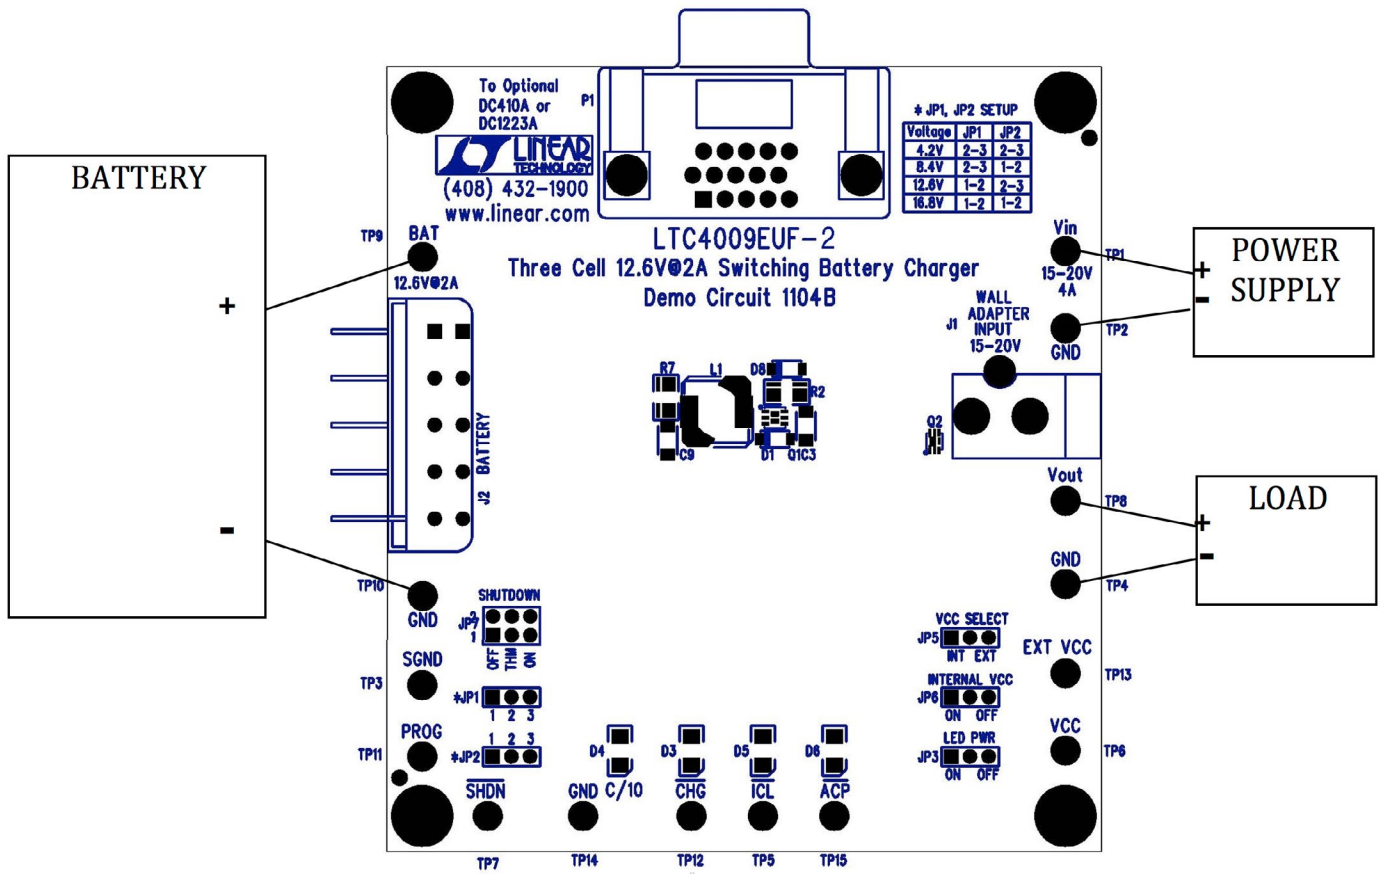 BATTERY
+
-
To Optional
DC410A or
DC1223A
LINEAR
TECHNOLOGY
(408) 432-1900
www.linear.com
P1
* JP1, JP2 SETUP
Voltage JP1 JP2
4.2V 2-3 2-3
8.4V 2-3 1-2
12.6V 1-2 2-3
16.8V 1-2 1-2
TP9 BAT
12.6V@2A
LTC4009EUF-2
Three Cell 12.6V@2A Switching Battery Charger
Demo Circuit 1104B
Vin
TP1
15-20V
4A
TP2
GND
POWER
SUPPLY
+
-
WALL
ADAPTER
INPUT
15-20V
J1
R7
L1
D8
R2
C9
D1
Q1C3
Q2
J2 BATTERY
Vout
TP8
GND
TP4
LOAD
+
-
TP10
GND
SHUTDOWN
2
JP7
1
OFF THM ON
SGND
TP3
*JP1
1 2 3
PROG
TP11
1 2 3
*JP2
VCC SELECT
JP5
INT EXT
EXT VCC
TP13
INTERNAL VCC
JP6
ON OFF
VCC
TP6
LED PWR
JP3
ON OFF
D4
D3
D5
D6
SHDN
GND
C/10
CHG
ICL
ACP
TP7
TP14
TP12
TP5
TP15